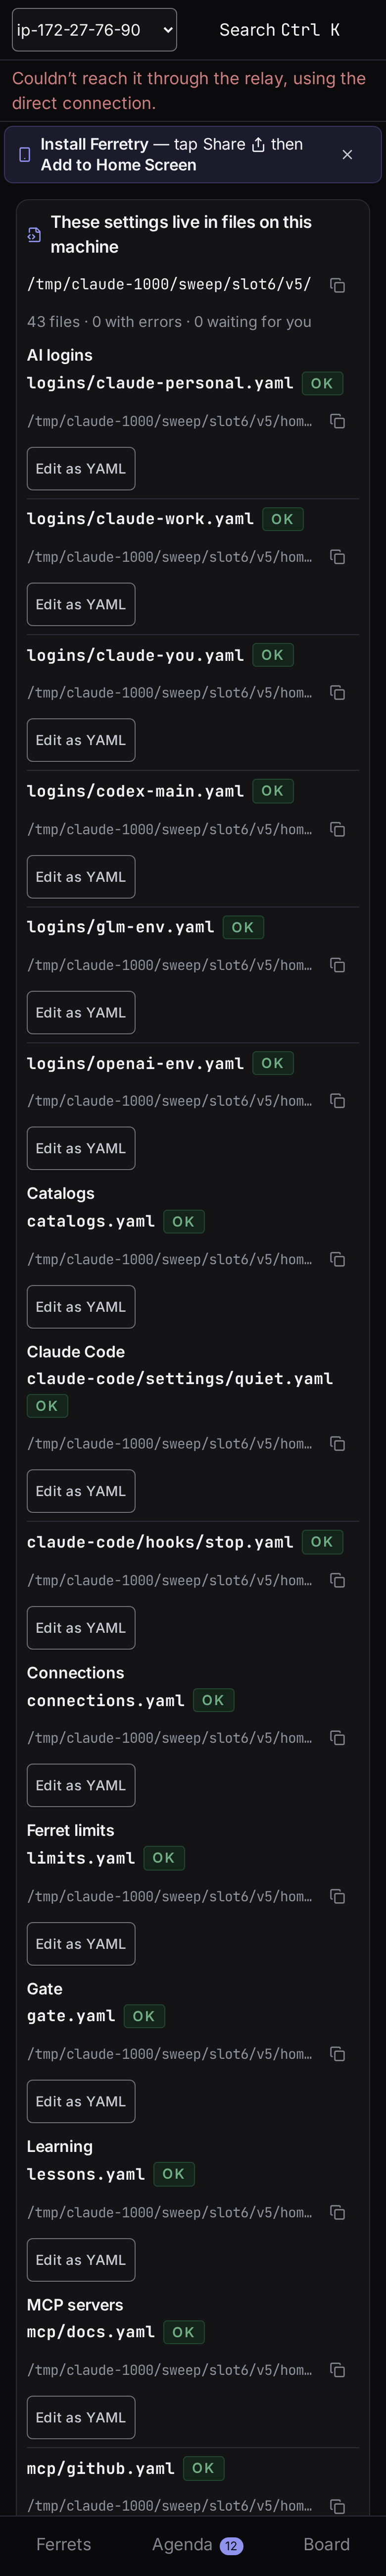 ip-172-27-76-90
Search Ctrl K
Couldn't reach it through the relay, using the
direct connection.
Install Ferretry — tap Share then
Add to Home Screen
These settings live in files on this
machine
/tmp/claude-1000/sweep/slot6/v5/
43 files · 0 with errors · 0 waiting for you
AI logins
logins/claude-personal.yaml OK
/tmp/claude-1000/sweep/slot6/v5/hom…
Edit as YAML
logins/claude-work.yaml OK
/tmp/claude-1000/sweep/slot6/v5/hom…
Edit as YAML
logins/claude-you.yaml OK
/tmp/claude-1000/sweep/slot6/v5/hom…
Edit as YAML
logins/codex-main.yaml OK
/tmp/claude-1000/sweep/slot6/v5/hom…
Edit as YAML
logins/glm-env.yaml OK
/tmp/claude-1000/sweep/slot6/v5/hom…
Edit as YAML
logins/openai-env.yaml OK
/tmp/claude-1000/sweep/slot6/v5/hom…
Edit as YAML
Catalogs
catalogs.yaml OK
/tmp/claude-1000/sweep/slot6/v5/hom…
Edit as YAML
Claude Code
claude-code/settings/quiet.yaml
OK
/tmp/claude-1000/sweep/slot6/v5/hom…
Edit as YAML
claude-code/hooks/stop.yaml OK
/tmp/claude-1000/sweep/slot6/v5/hom…
Edit as YAML
Connections
connections.yaml OK
/tmp/claude-1000/sweep/slot6/v5/hom…
Edit as YAML
Ferret limits
limits.yaml OK
/tmp/claude-1000/sweep/slot6/v5/hom…
Edit as YAML
Gate
gate.yaml OK
/tmp/claude-1000/sweep/slot6/v5/hom…
Edit as YAML
Learning
lessons.yaml OK
/tmp/claude-1000/sweep/slot6/v5/hom…
Edit as YAML
MCP servers
mcp/docs.yaml OK
/tmp/claude-1000/sweep/slot6/v5/hom…
Edit as YAML
mcp/github.yaml OK
/tmp/claude-1000/sweep/slot6/v5/hom…
Ferrets
Agenda 12
Board